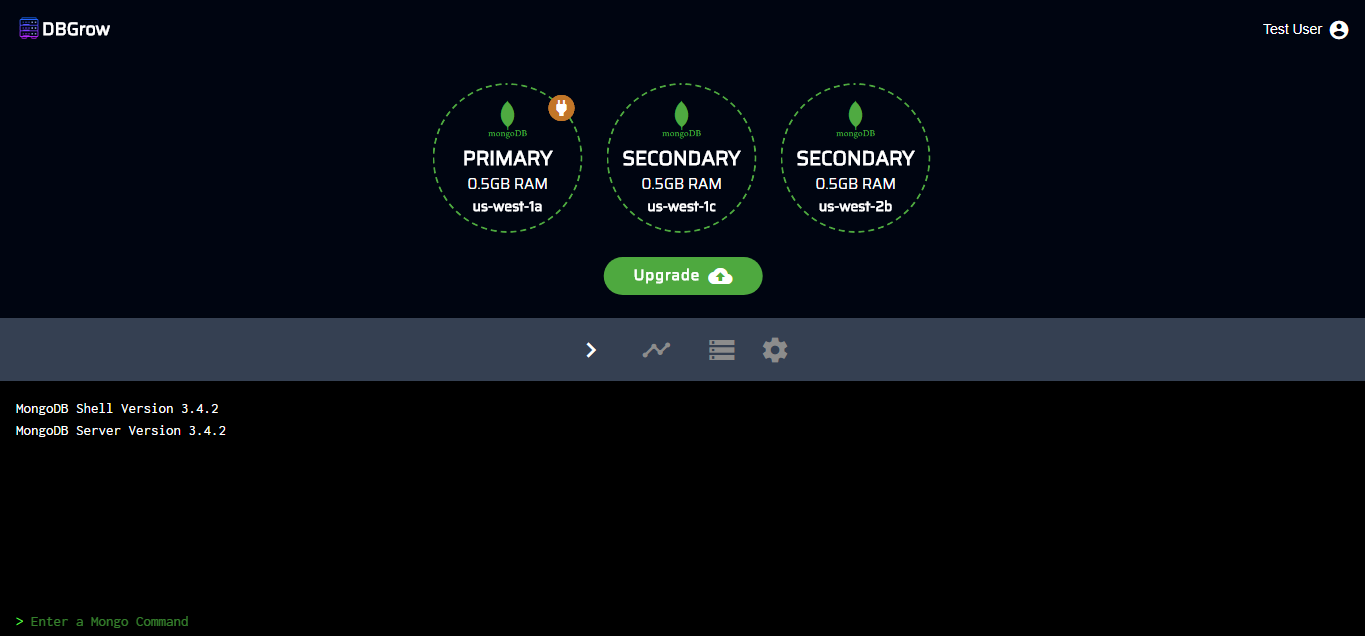 DBGrow
Test User
mongoDB
PRIMARY
0.5GB RAM
us-west-1a
mongoDB
SECONDARY
0.5GB RAM
us-west-1c
mongoDB
SECONDARY
0.5GB RAM
us-west-2b
Upgrade
MongoDB Shell Version 3.4.2
MongoDB Server Version 3.4.2
> Enter a Mongo Command